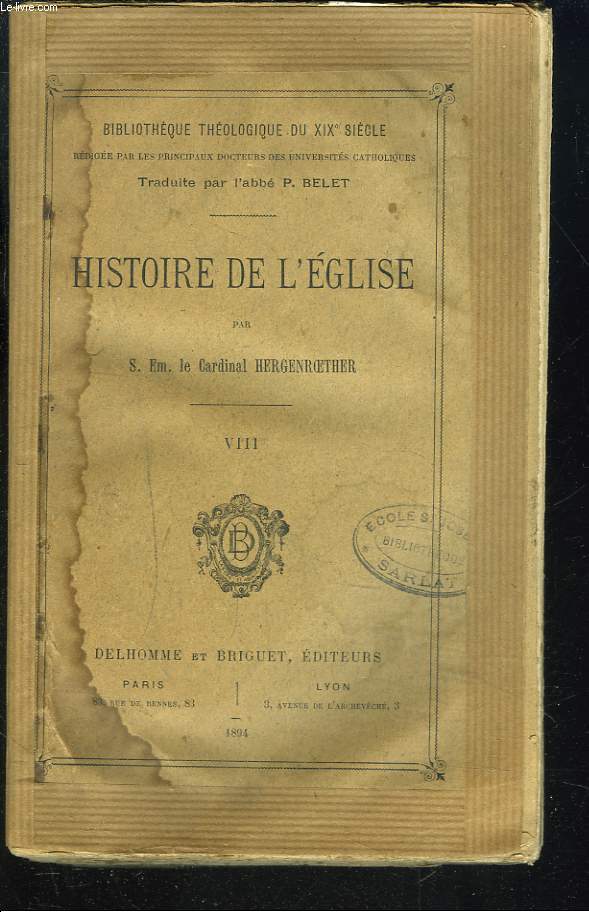 Le-livre.com
BIBLIOTHÈQUE THÉOLOGIQUE DU XIXe SIÈCLE
RÉDIGÉE PAR LES PRINCIPAUX DOCTEURS DES UNIVERSITÉS CATHOLIQUES
Traduite par l'abbé P. BELET
HISTOIRE DE L'ÉGLISE
PAR
S. Em. le Cardinal HERGENRŒTHER
VIII
ECOLE
SARLAT
DELHOMME ET BRIGUET, ÉDITEURS
PARIS
83, RUE DE RENNES, 83
LYON
3, AVENUE DE L'ARCHEVÊCHÉ, 3
1894